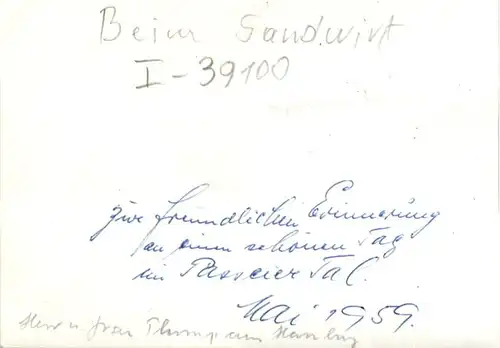 Beim Sandwirt
I-39100
zur freundlichen Erinnerung
an einen schönen Tag
im Passeier Tal.
Mai 1959.
Herr u Frau aus Hamburg